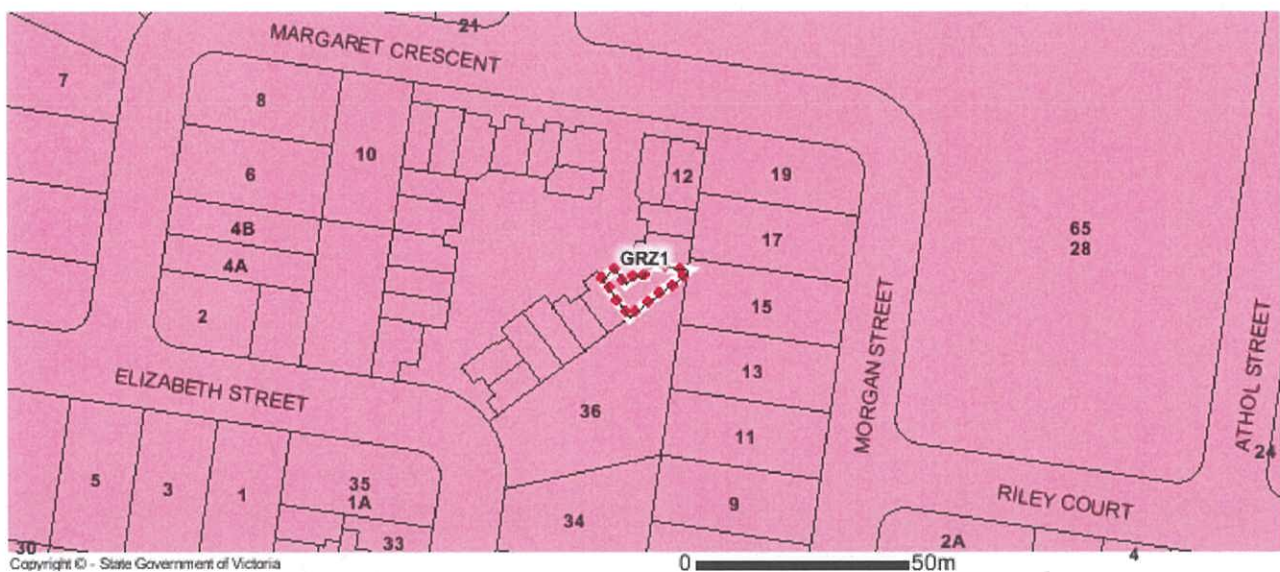 21
MARGARET CRESCENT
7
8
10
6
12
19
4B
17
65
28
4A
GRZ1
2
15
13
ELIZABETH STREET
MORGAN STREET
ATHOL STREET
36
11
24
5
3
1
35
1A
34
9
RILEY COURT
33
2A
4
30
Copyright © - State Government of Victoria
0
50m